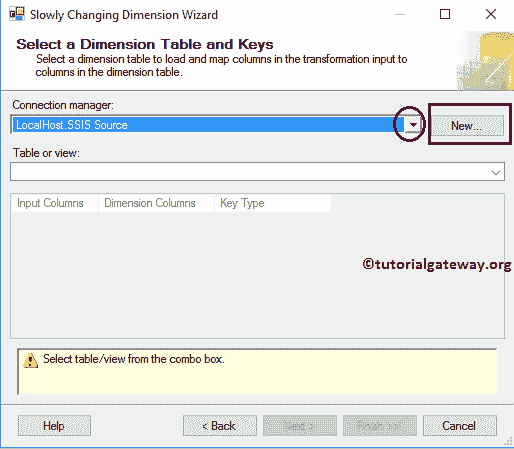 Slowly Changing Dimension Wizard
Select a Dimension Table and Keys
Select a dimension table to load and map columns in the transformation input to
columns in the dimension table.
Connection manager:
LocalHost.SSIS Source
New...
Table or view:
Input Columns Dimension Columns Key Type
©tutorialgateway.org
Select table/view from the combo box.
Help < Back Next > Finish >>| Cancel